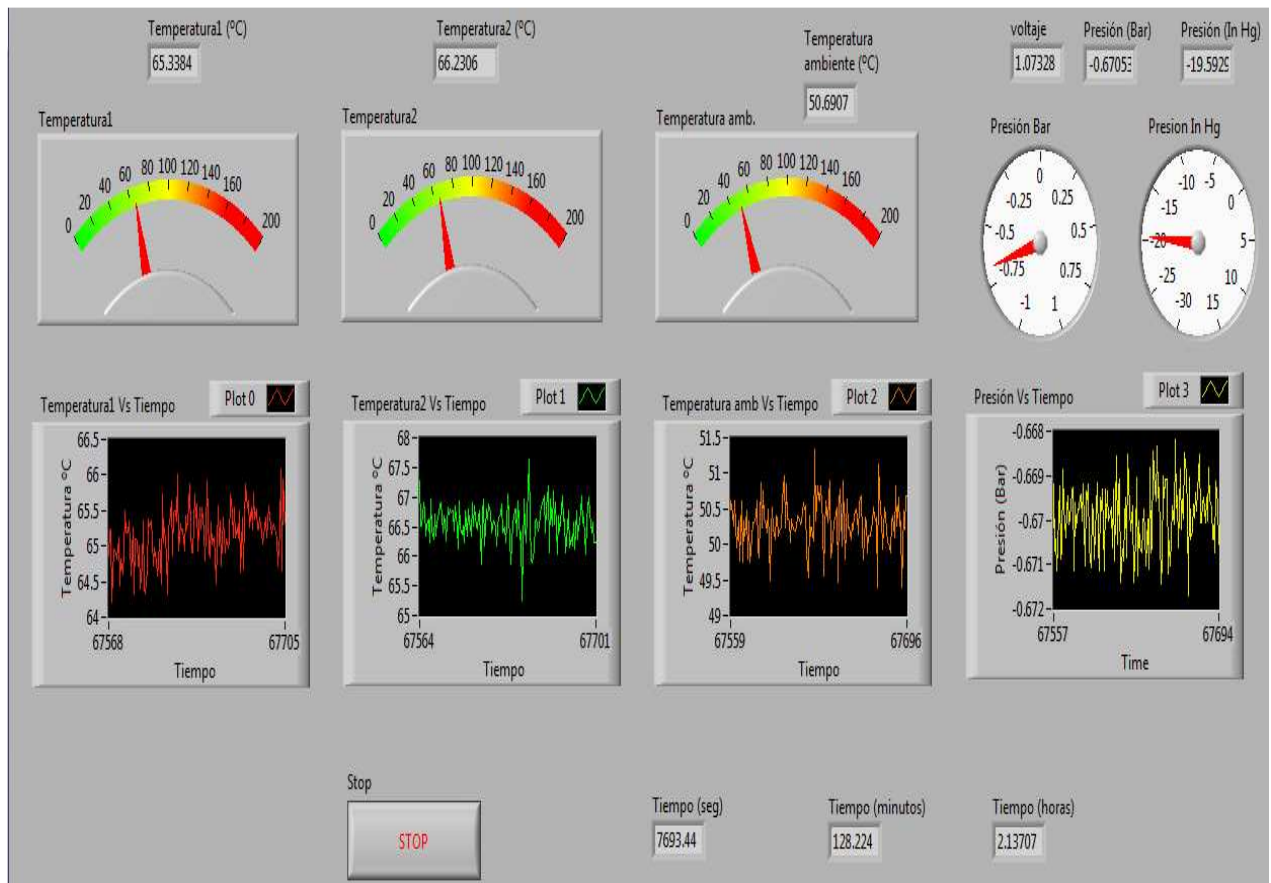 Temperatura1 (ºC)
65.3384
Temperatura2 (ºC)
66.2306
Temperatura
ambiente (ºC)
50.6907
voltaje
1.07328
Presión (Bar)
-0.67053
Presión (In Hg)
-19.5929
Temperatura1
0 20 40 60 80 100 120 140 160 200
Temperatura2
0 20 40 60 80 100 120 140 160 200
Temperatura amb.
0 20 40 60 80 100 120 140 160 200
Presión Bar
-1 -0.75 -0.5 -0.25 0 0.5 0.75 1
Presion In Hg
-30 -25 -20 -15 -10 -5 0 5 10 15
Temperatura1 Vs Tiempo
Plot 0
Temperatura ºC
66.5
66
65.5
65
64.5
64
67568
67705
Tiempo
Temperatura2 Vs Tiempo
Plot 1
Temperatura ºC
68
67.5
67
66.5
66
65.5
65
67564
67701
Tiempo
Temperatura amb Vs Tiempo
Plot 2
Temperatura ºC
51.5
51
50.5
50
49.5
49
67559
67696
Tiempo
Presión Vs Tiempo
Plot 3
Presión (Bar)
-0.668
-0.669
-0.67
-0.671
-0.672
67557
67694
Time
Stop
STOP
Tiempo (seg)
7693.44
Tiempo (minutos)
128.224
Tiempo (horas)
2.13707